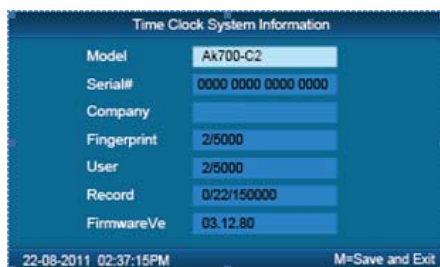 Time Clock System Information
Model Ak700-C2
Serial# 0000 0000 0000 0000
Company
Fingerprint 2/5000
User 2/5000
Record 0/22/150000
FirmwareVe 03.12.80
22-08-2011 02:37:15PM M=Save and Exit